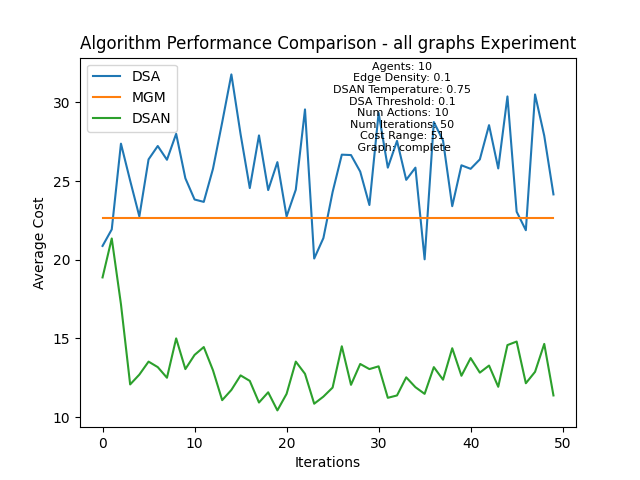 Algorithm Performance Comparison - all graphs Experiment
DSA
MGM
DSAN
Agents: 10
Edge Density: 0.1
DSAN Temperature: 0.75
DSA Threshold: 0.1
Num Actions: 10
Num Iterations: 50
Cost Range: 51
Graph: complete
Average Cost
30
25
20
15
10
0
10
20
30
40
50
Iterations